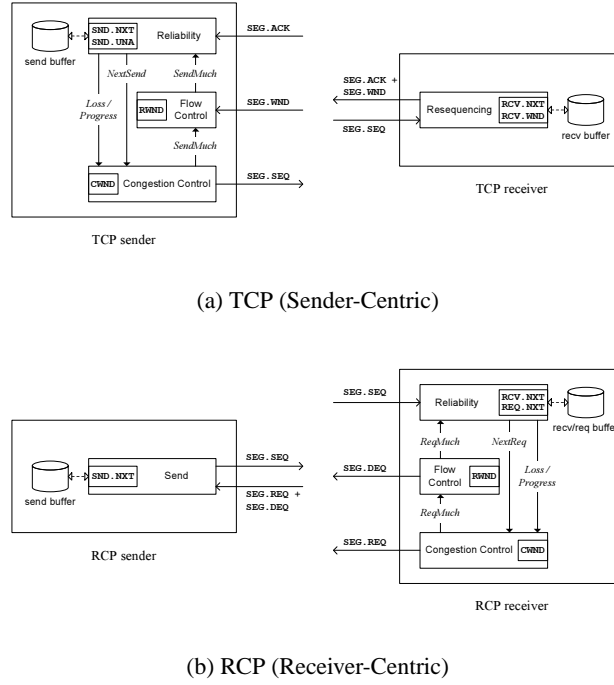 SND.NXT
SND.UNA
Reliability
SEG.ACK
send buffer
NextSend
SendMuch
Loss /
Progress
RWND
Flow
Control
SEG.WND
SendMuch
CWND
Congestion Control
SEG.SEQ
TCP sender
SEG.ACK +
SEG.WND
Resequencing
RCV.NXT
RCV.WND
SEG.SEQ
recv buffer
TCP receiver
(a) TCP (Sender-Centric)
SND.NXT
Send
SEG.SEQ
send buffer
SEG.REQ +
SEG.DEQ
RCP sender
SEG.SEQ
Reliability
RCV.NXT
REQ.NXT
recv/req buffe
ReqMuch
NextReq
Loss /
Progress
SEG.DEQ
Flow
Control
RWND
ReqMuch
SEG.REQ
Congestion Control
CWND
RCP receiver
(b) RCP (Receiver-Centric)